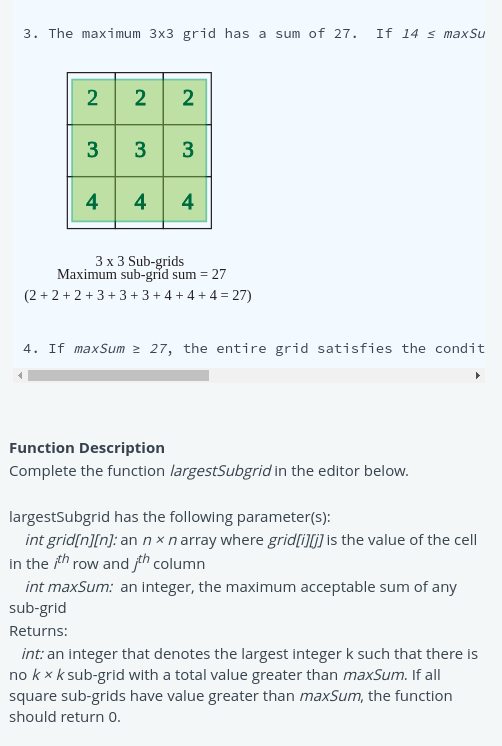 3. The maximum 3x3 grid has a sum of 27.  If 14 ≤ maxSu
2 2 2
3 3 3
4 4 4
3 x 3 Sub-grids
Maximum sub-grid sum = 27
(2 + 2 + 2 + 3 + 3 + 3 + 4 + 4 + 4 = 27)
4. If maxSum ≥ 27, the entire grid satisfies the condit
Function Description
Complete the function largestSubgrid in the editor below.
largestSubgrid has the following parameter(s):
int grid[n][n]: an n × n array where grid[i][j] is the value of the cell
in the ith row and jth column
int maxSum:  an integer, the maximum acceptable sum of any
sub-grid
Returns:
int: an integer that denotes the largest integer k such that there is
no k × k sub-grid with a total value greater than maxSum. If all
square sub-grids have value greater than maxSum, the function
should return 0.